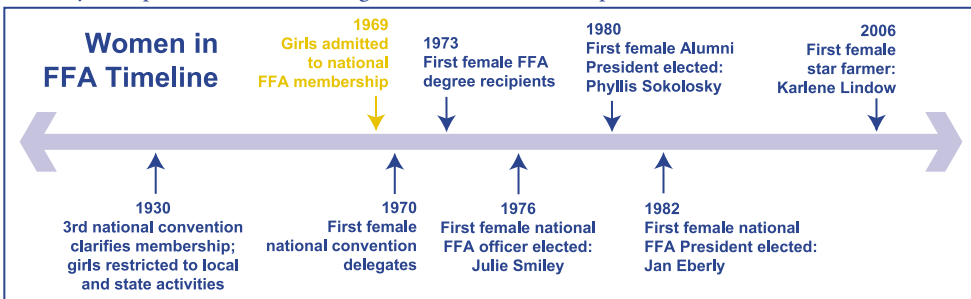 Women in
FFA Timeline
1969
Girls admitted
to national
FFA membership
1973
First female FFA
degree recipients
1980
First female Alumni
President elected:
Phyllis Sokolosky
2006
First female
star farmer:
Karlene Lindow
1930
3rd national convention
clarifies membership;
girls restricted to local
and state activities
1970
First female
national convention
delegates
1976
First female national
FFA officer elected:
Julie Smiley
1982
First female national
FFA President elected:
Jan Eberly